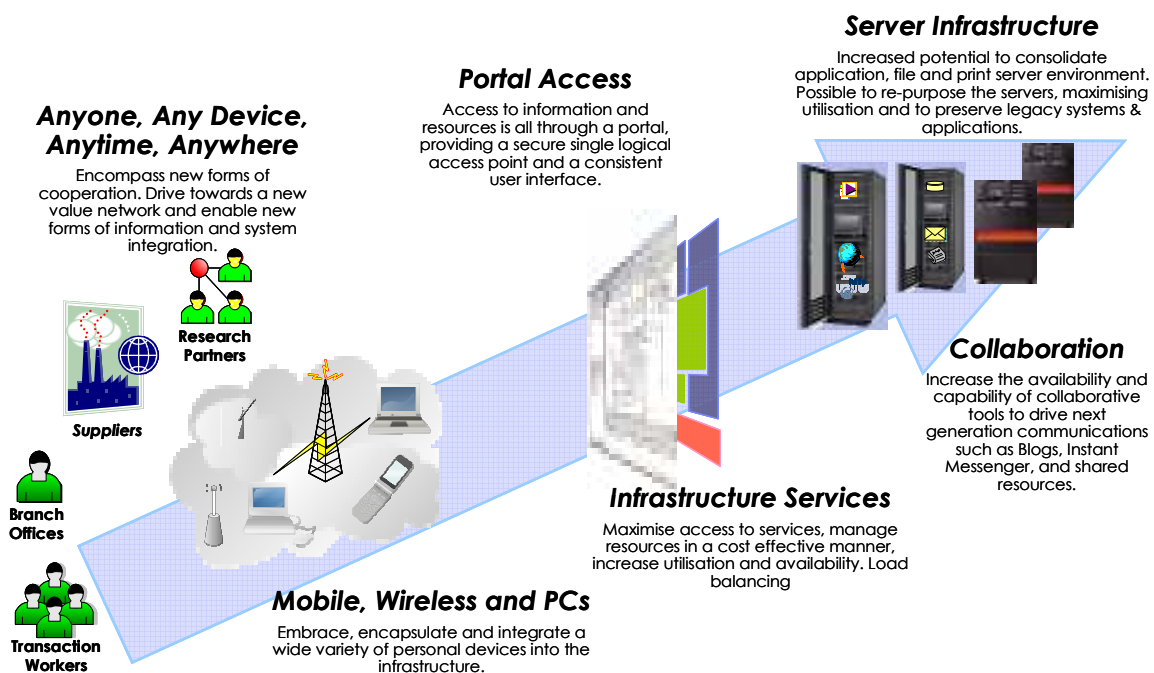 Server Infrastructure
Increased potential to consolidate
application, file and print server environment.
Possible to re-purpose the servers, maximising
utilisation and to preserve legacy systems &
applications.
Portal Access
Access to information and
resources is all through a portal,
providing a secure single logical
access point and a consistent
user interface.
Anyone, Any Device,
Anytime, Anywhere
Encompass new forms of
cooperation. Drive towards a new
value network and enable new
forms of information and system
integration.
Research
Partners
Suppliers
Branch
Offices
Transaction
Workers
Collaboration
Increase the availability and
capability of collaborative
tools to drive next
generation communications
such as Blogs, Instant
Messenger, and shared
resources.
Infrastructure Services
Maximise access to services, manage
resources in a cost effective manner,
increase utilisation and availability. Load
balancing
Mobile, Wireless and PCs
Embrace, encapsulate and integrate a
wide variety of personal devices into the
infrastructure.